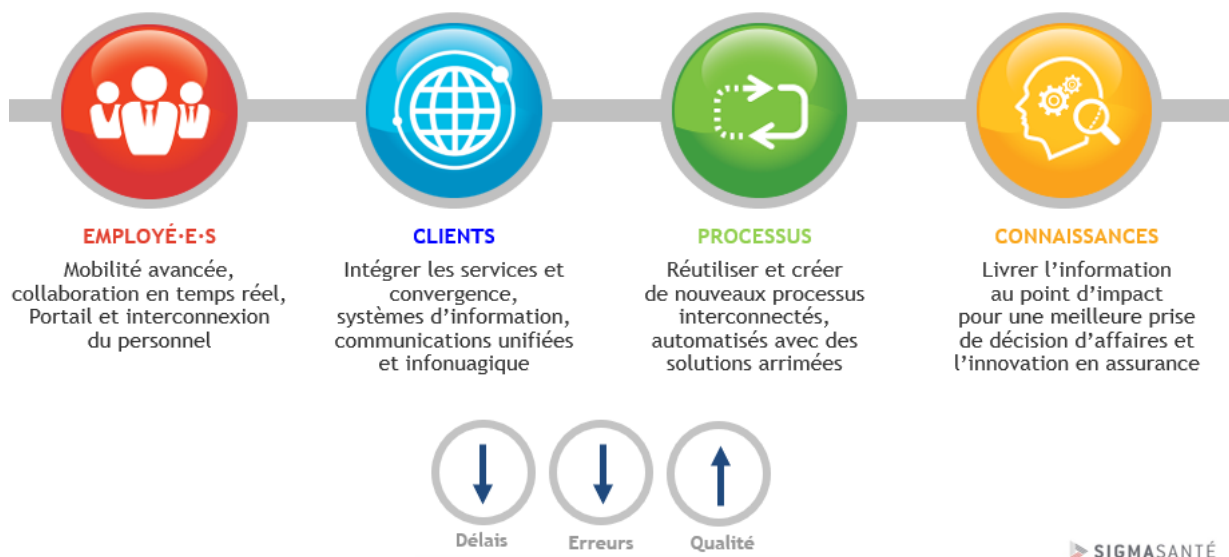 EMPLOYÉ·E·S
Mobilité avancée,
collaboration en temps réel,
Portail et interconnexion
du personnel
CLIENTS
Intégrer les services et
convergence,
systèmes d’information,
communications unifiées
et infonuagique
PROCESSUS
Réutiliser et créer
de nouveaux processus
interconnectés,
automatisés avec des
solutions arrimées
CONNAISSANCES
Livrer l’information
au point d’impact
pour une meilleure prise
de décision d’affaires et
l’innovation en assurance
Délais
Erreurs
Qualité
SIGMASANTÉ